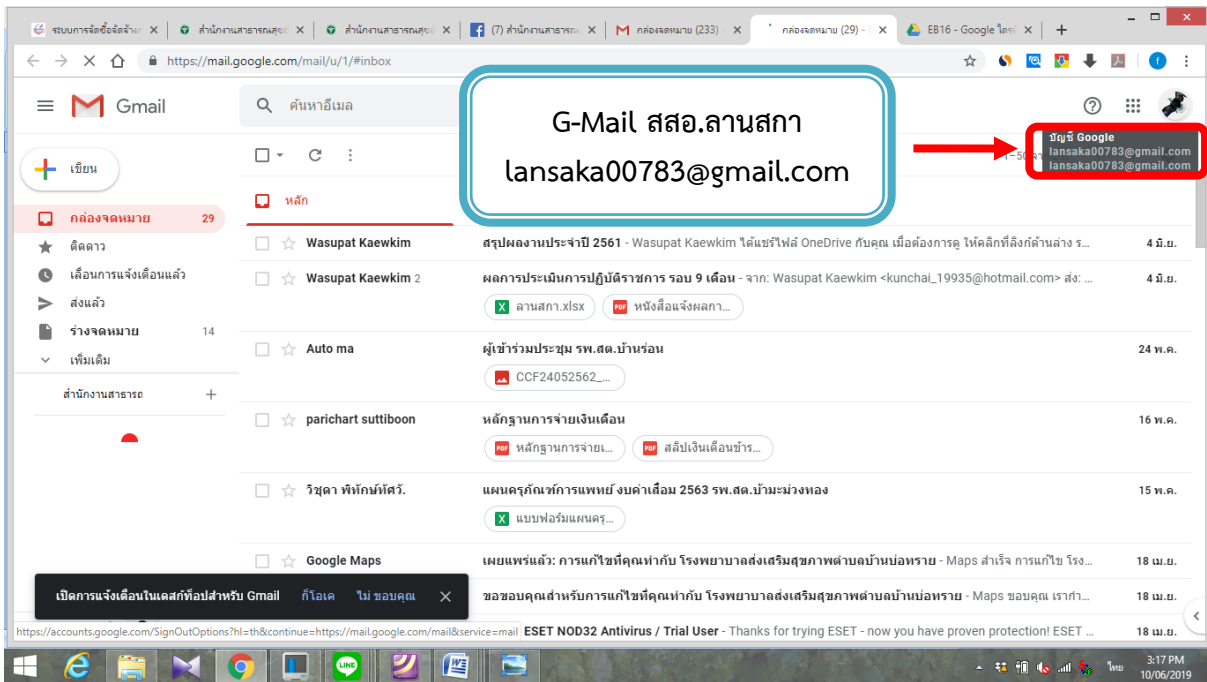 ระบบการจัดซื้อจัดจ้าง
สำนักงานสาธารณสุข
สำนักงานสาธารณสุข
(7) สำนักงานสาธารณ
กล่องจดหมาย (233) -
กล่องจดหมาย (29) -
EB16 - Google ไดรฟ์
https://mail.google.com/mail/u/1/#inbox
Gmail
ค้นหาอีเมล
G-Mail สสอ.ลานสกา
lansaka00783@gmail.com
บัญชี Google
lansaka00783@gmail.com
lansaka00783@gmail.com
1–50
เขียน
หลัก
กล่องจดหมาย 29
ติดดาว
เลื่อนการแจ้งเตือนแล้ว
ส่งแล้ว
ร่างจดหมาย 14
เพิ่มเติม
สำนักงานสาธารถ
Wasupat Kaewkim สรุปผลงานประจำปี 2561 - Wasupat Kaewkim ได้แชร์ไฟล์ OneDrive กับคุณ เมื่อต้องการดู ให้คลิกที่ลิงก์ด้านล่าง ร... 4 มิ.ย.
Wasupat Kaewkim 2 ผลการประเมินการปฏิบัติราชการ รอบ 9 เดือน - จาก: Wasupat Kaewkim <kunchai_19935@hotmail.com> ส่ง: ... 4 มิ.ย.
X ลานสกา.xlsx PDF หนังสือแจ้งผลกา...
Auto ma ผู้เข้าร่วมประชุม รพ.สต.บ้านร่อน 24 พ.ค.
CCF24052562_...
parichart suttiboon หลักฐานการจ่ายเงินเดือน 16 พ.ค.
PDF หลักฐานการจ่ายเ... PDF สลิปเงินเดือนข้าร...
วิชุดา พิทักษ์ทัศวั. แผนครุภัณฑ์การแพทย์ งบค่าเสื่อม 2563 รพ.สต.บ้ามะม่วงทอง 15 พ.ค.
X แบบฟอร์มแผนครุ...
Google Maps เผยแพร่แล้ว: การแก้ไขที่คุณทำกับ โรงพยาบาลส่งเสริมสุขภาพตำบลบ้านบ่อทราย - Maps สำเร็จ การแก้ไข โรง... 18 เม.ย.
ขอขอบคุณสำหรับการแก้ไขที่คุณทำกับ โรงพยาบาลส่งเสริมสุขภาพตำบลบ้านบ่อทราย - Maps ขอบคุณ เรากำ... 18 เม.ย.
เปิดการแจ้งเตือนในเดสก์ท็อปสำหรับ Gmail ก็โอเค ไม่ ขอบคุณ
ESET NOD32 Antivirus / Trial User - Thanks for trying ESET - now you have proven protection! ESET ... 18 เม.ย.
https://accounts.google.com/SignOutOptions?hl=th&continue=https://mail.google.com/mail&service=mail
LINE
ไทย
3:17 PM
10/06/2019